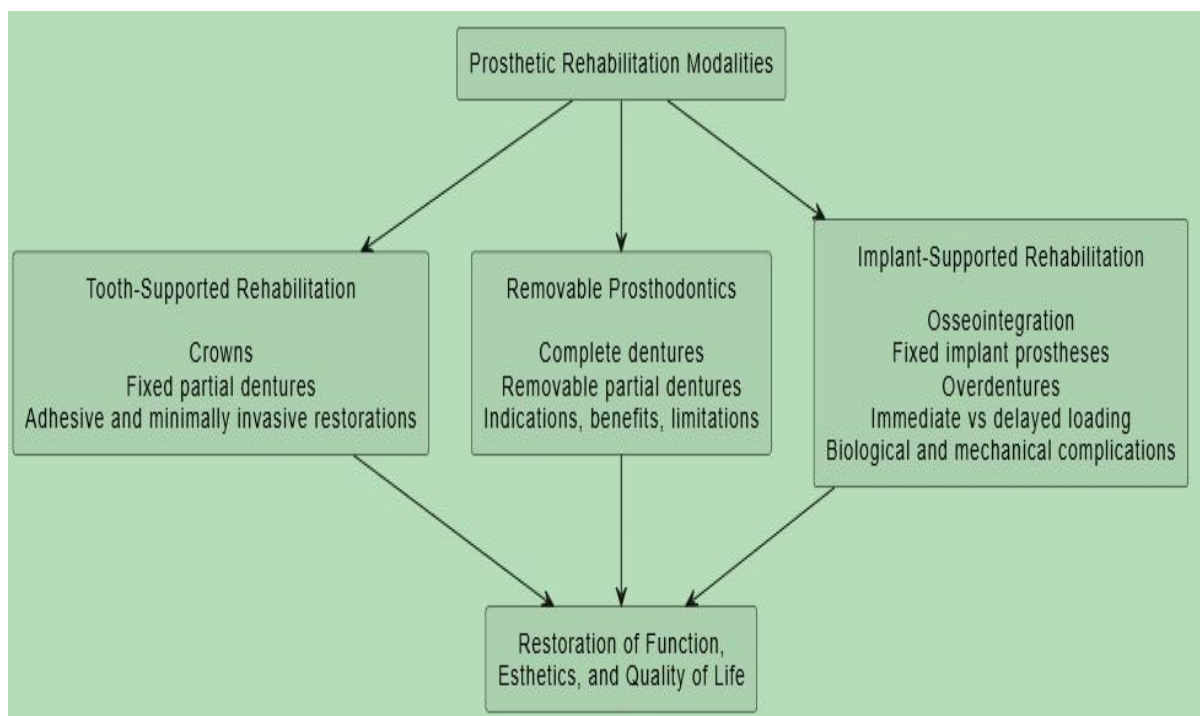 Prosthetic Rehabilitation Modalities
Tooth-Supported Rehabilitation
Crowns
Fixed partial dentures
Adhesive and minimally invasive restorations
Removable Prosthodontics
Complete dentures
Removable partial dentures
Indications, benefits, limitations
Implant-Supported Rehabilitation
Osseointegration
Fixed implant prostheses
Overdentures
Immediate vs delayed loading
Biological and mechanical complications
Restoration of Function,
Esthetics, and Quality of Life